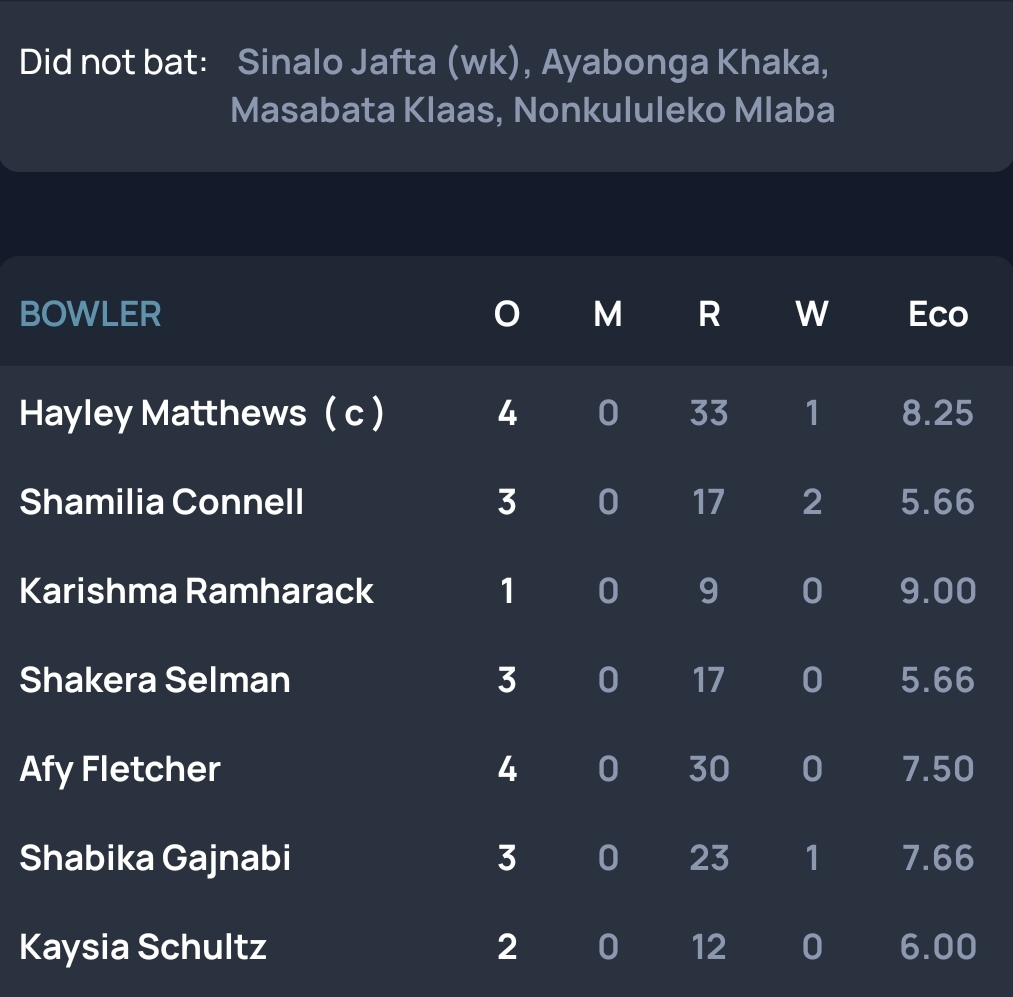 Did not bat: Sinalo Jafta (wk), Ayabonga Khaka,
Masabata Klaas, Nonkululeko Mlaba
BOWLER O M R W Eco
Hayley Matthews ( c ) 4 0 33 1 8.25
Shamilia Connell 3 0 17 2 5.66
Karishma Ramharack 1 0 9 0 9.00
Shakera Selman 3 0 17 0 5.66
Afy Fletcher 4 0 30 0 7.50
Shabika Gajnabi 3 0 23 1 7.66
Kaysia Schultz 2 0 12 0 6.00